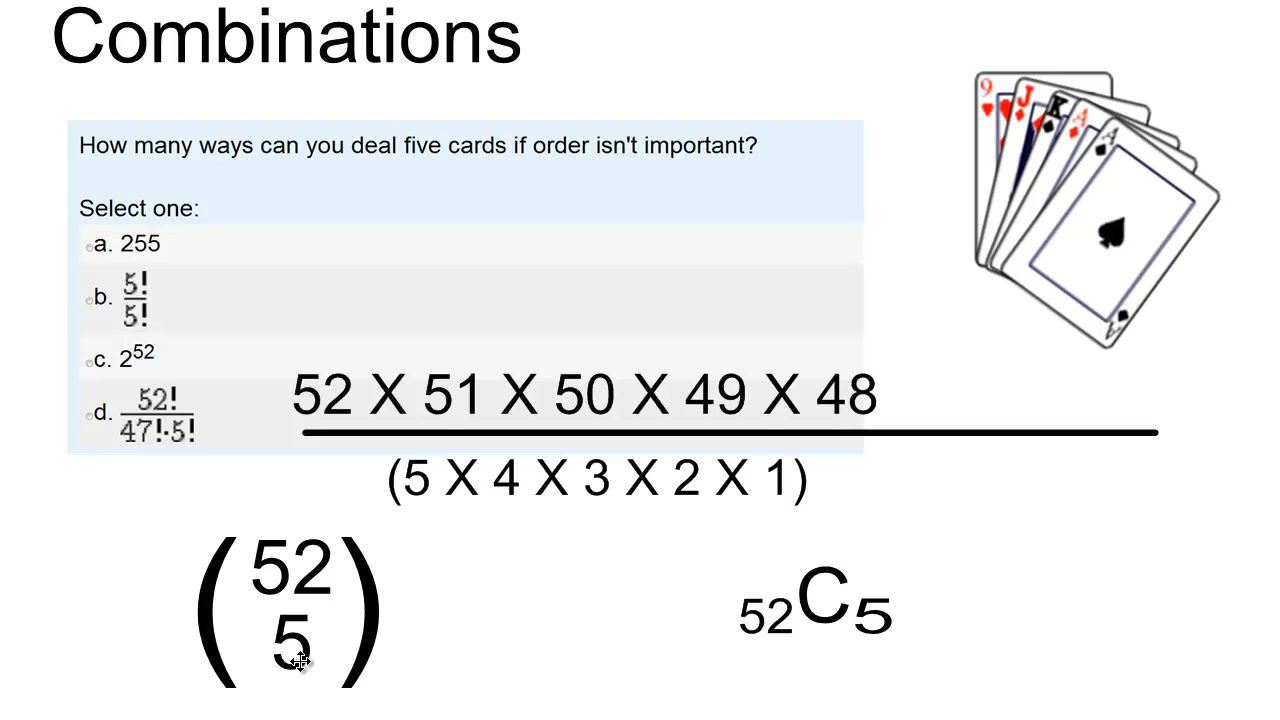 Combinations
How many ways can you deal five cards if order isn't important?
Select one:
a. 255
b. 5!
5!
c. 2^52
d. 52!
47!·5!
52 X 51 X 50 X 49 X 48
(5 X 4 X 3 X 2 X 1)
(52
5)
52C5
9
J
K
A
A